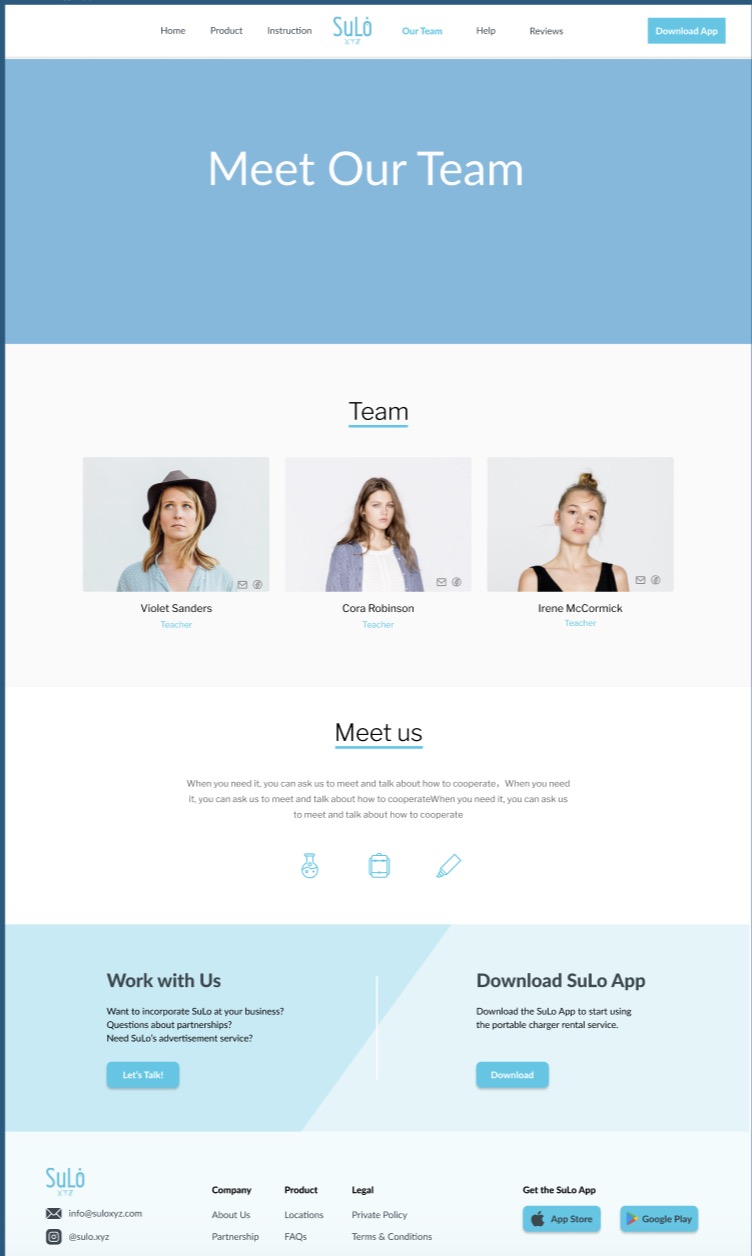 Home Product Instruction SuLò XYZ Our Team Help Reviews Download App
Meet Our Team
Team
Violet Sanders
Teacher
Cora Robinson
Teacher
Irene McCormick
Teacher
Meet us
When you need it, you can ask us to meet and talk about how to cooperate，When you need
it, you can ask us to meet and talk about how to cooperateWhen you need it, you can ask us
to meet and talk about how to cooperate
Work with Us
Want to incorporate SuLo at your business?
Questions about partnerships?
Need SuLo's advertisement service?
Let's Talk!
Download SuLo App
Download the SuLo App to start using
the portable charger rental service.
Download
SuLò
XYZ
info@suloxyz.com
@sulo.xyz
Company
About Us
Partnership
Product
Locations
FAQs
Legal
Private Policy
Terms & Conditions
Get the SuLo App
App Store
Google Play